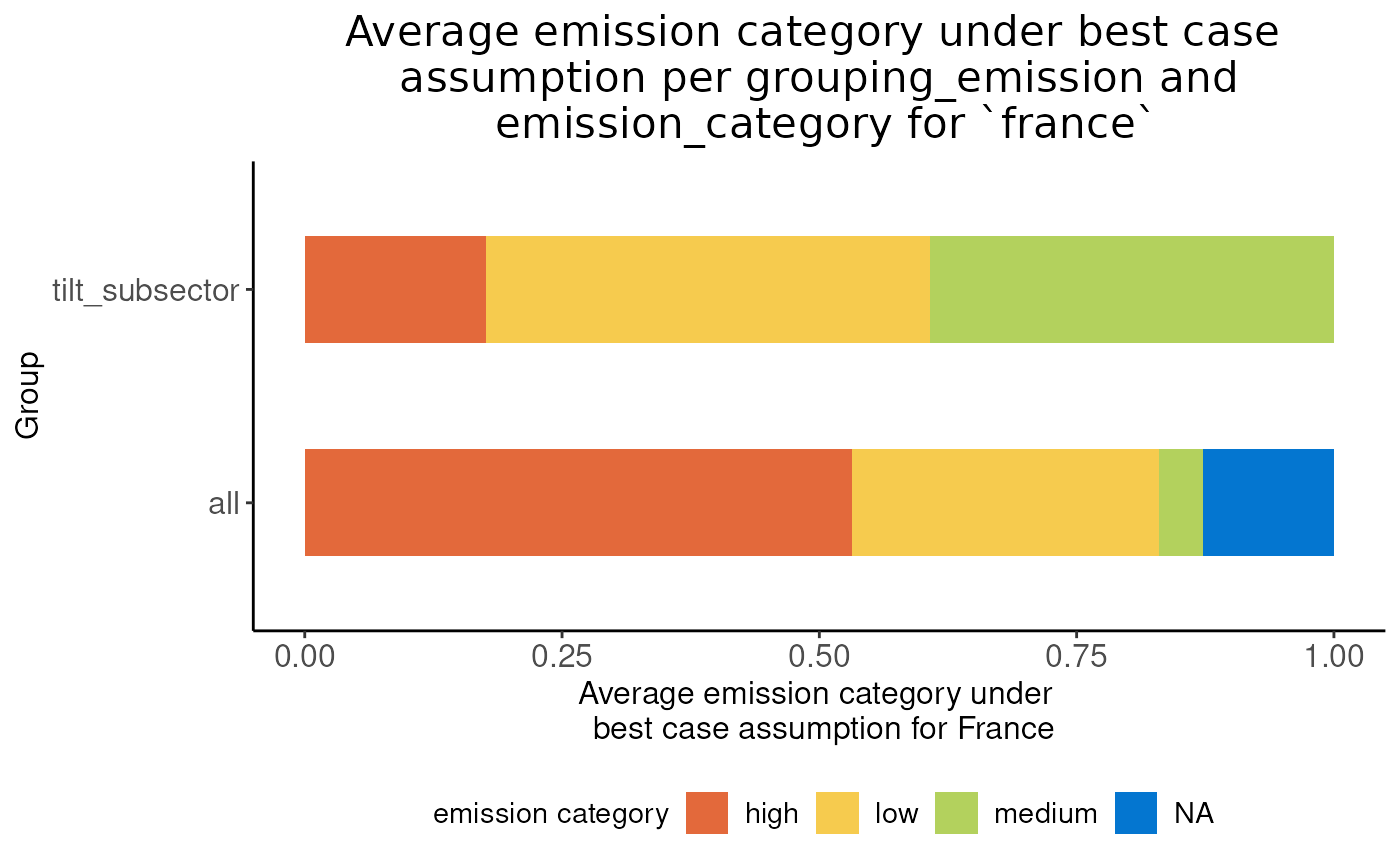 Average emission category under best case
assumption per grouping_emission and
emission_category for `france`
tilt_subsector
Group
all
0.00 0.25 0.50 0.75 1.00
Average emission category under
best case assumption for France
emission category high low medium NA